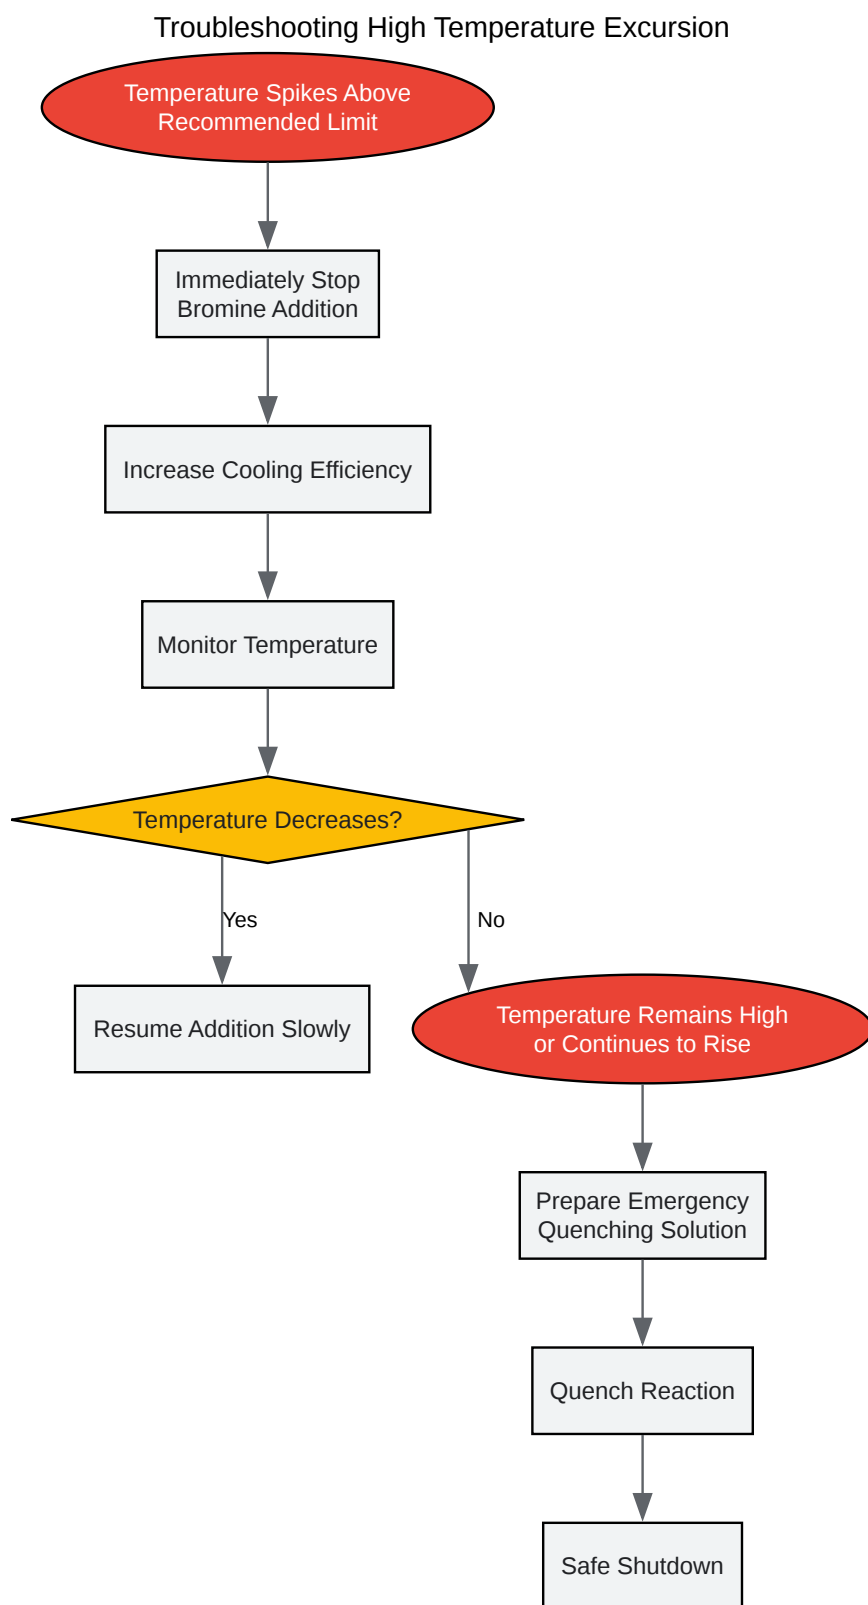 Troubleshooting High Temperature Excursion
Temperature Spikes Above
Recommended Limit
Immediately Stop
Bromine Addition
Increase Cooling Efficiency
Monitor Temperature
Temperature Decreases?
Yes
No
Resume Addition Slowly
Temperature Remains High
or Continues to Rise
Prepare Emergency
Quenching Solution
Quench Reaction
Safe Shutdown